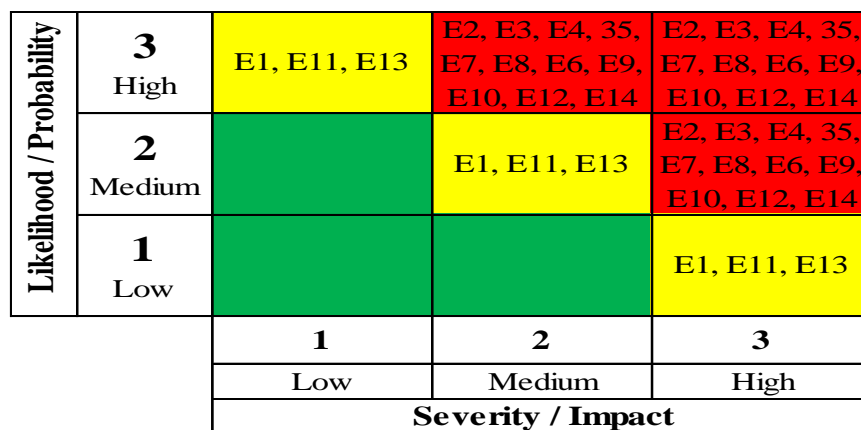 Likelihood / Probability
3
High
E1, E11, E13
E2, E3, E4, 35,
E7, E8, E6, E9,
E10, E12, E14
E2, E3, E4, 35,
E7, E8, E6, E9,
E10, E12, E14
2
Medium
E1, E11, E13
E2, E3, E4, 35,
E7, E8, E6, E9,
E10, E12, E14
1
Low
E1, E11, E13
1
2
3
Low
Medium
High
Severity / Impact